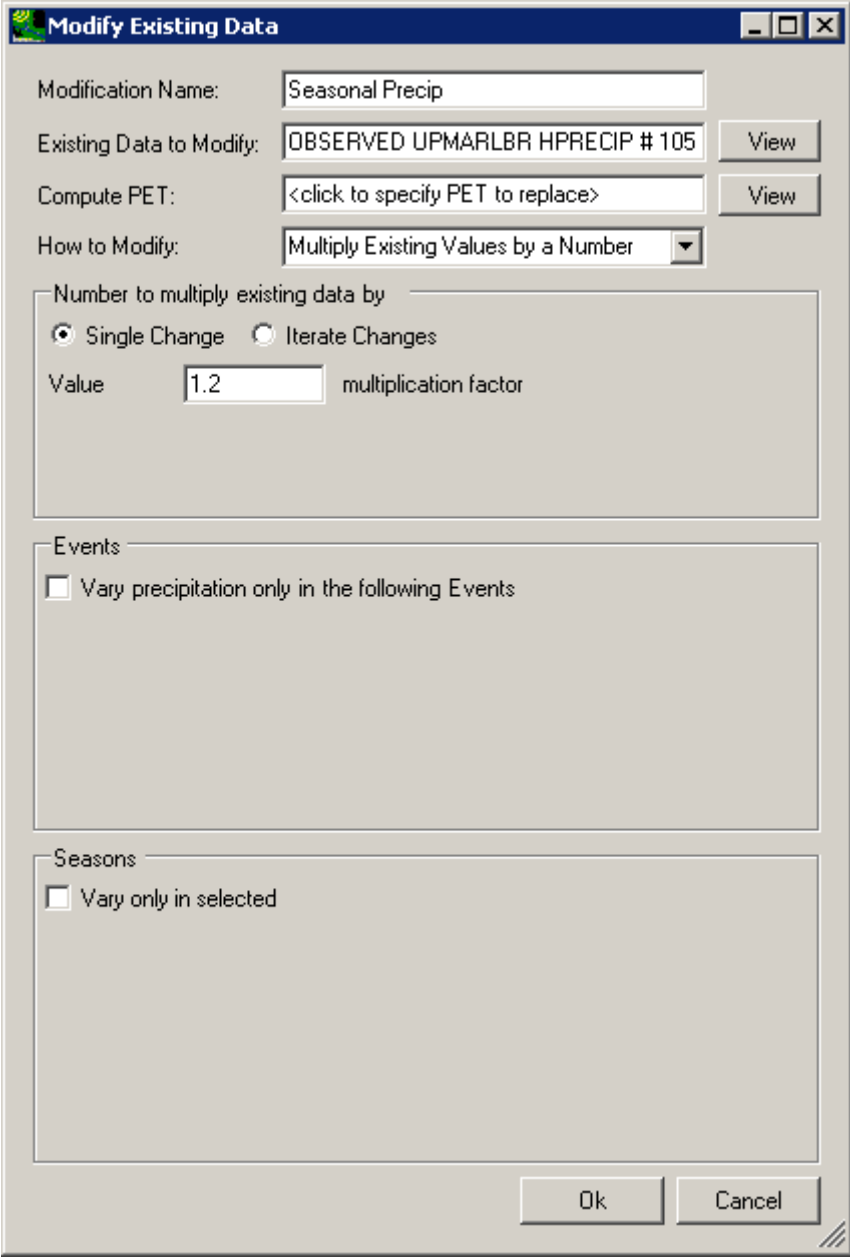 Modify Existing Data
Modification Name: Seasonal Precip
Existing Data to Modify: OBSERVED UPMARLBR HPRECIP # 105 View
Compute PET: <click to specify PET to replace> View
How to Modify: Multiply Existing Values by a Number
Number to multiply existing data by
Single Change Iterate Changes
Value 1.2 multiplication factor
Events
Vary precipitation only in the following Events
Seasons
Vary only in selected
Ok Cancel